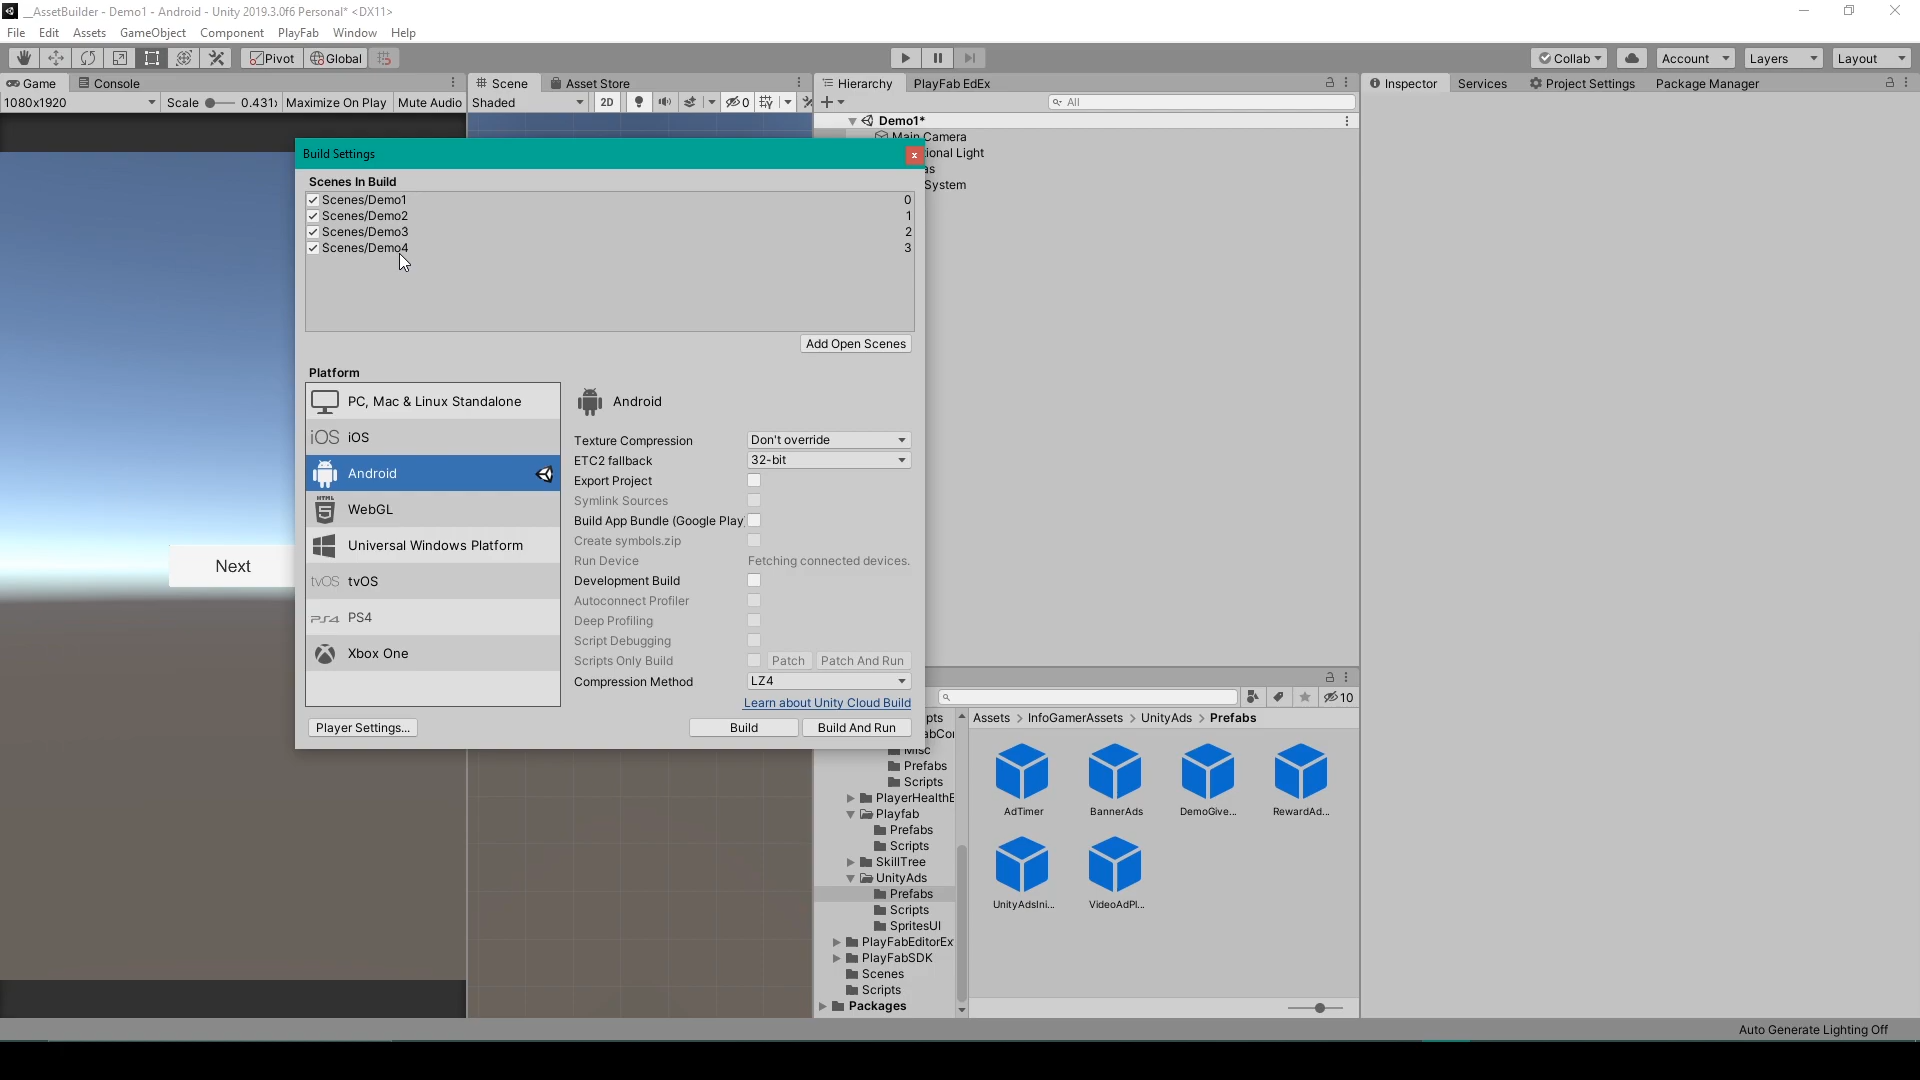 _AssetBuilder - Demo1 - Android - Unity 2019.3.0f6 Personal* <DX11>
File Edit Assets GameObject Component PlayFab Window Help
Pivot Global Collab Account Layers Layout
Game Console Scene Asset Store Hierarchy PlayFab EdEx Inspector Services Project Settings Package Manager
1080x1920 Scale 0.431x Maximize On Play Mute Audio Shaded 2D 0 All
Demo1*
Main Camera
ional Light
as
System
Build Settings
x
Scenes In Build
Scenes/Demo1 0
Scenes/Demo2 1
Scenes/Demo3 2
Scenes/Demo4 3
Add Open Scenes
Platform
PC, Mac & Linux Standalone
iOS iOS
Android
HTML 5 WebGL
Universal Windows Platform
tvOS tvOS
PS4 PS4
Xbox One
Android
Texture Compression Don't override
ETC2 fallback 32-bit
Export Project
Symlink Sources
Build App Bundle (Google Play
Create symbols.zip
Run Device Fetching connected devices.
Development Build
Autoconnect Profiler
Deep Profiling
Script Debugging
Scripts Only Build Patch Patch And Run
Compression Method LZ4
Learn about Unity Cloud Build
Player Settings... Build Build And Run
Next
10
Assets > InfoGamerAssets > UnityAds > Prefabs
pts
abCor
Misc
Prefabs
Scripts
PlayerHealthE
Playfab
Prefabs
Scripts
SkillTree
UnityAds
Prefabs
Scripts
SpritesUI
PlayFabEditorEx
PlayFabSDK
Scenes
Scripts
Packages
AdTimer BannerAds DemoGive... RewardAd...
UnityAdsIni... VideoAdPl...
Auto Generate Lighting Off